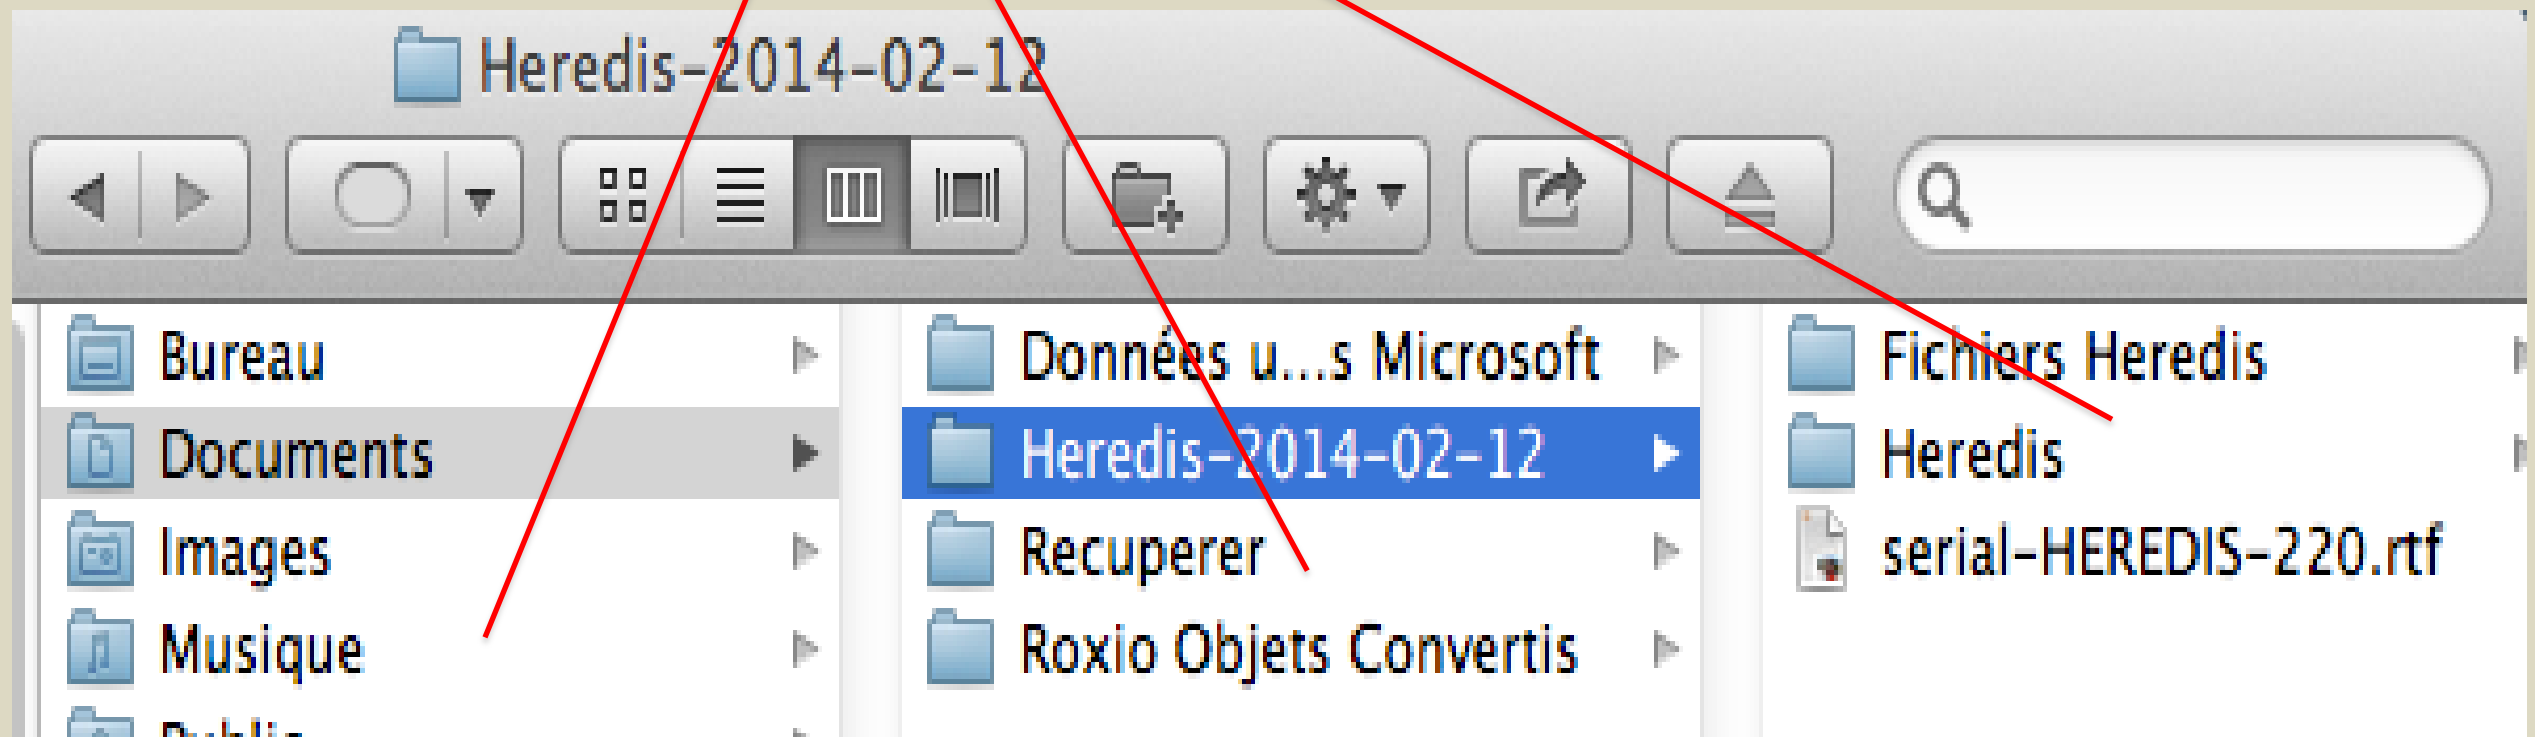 Heredis-2014-02-12
Bureau
Documents
Images
Musique
Public
Données u...s Microsoft
Heredis-2014-02-12
Recuperer
Roxio Objets Convertis
Fichiers Heredis
Heredis
serial-HEREDIS-220.rtf